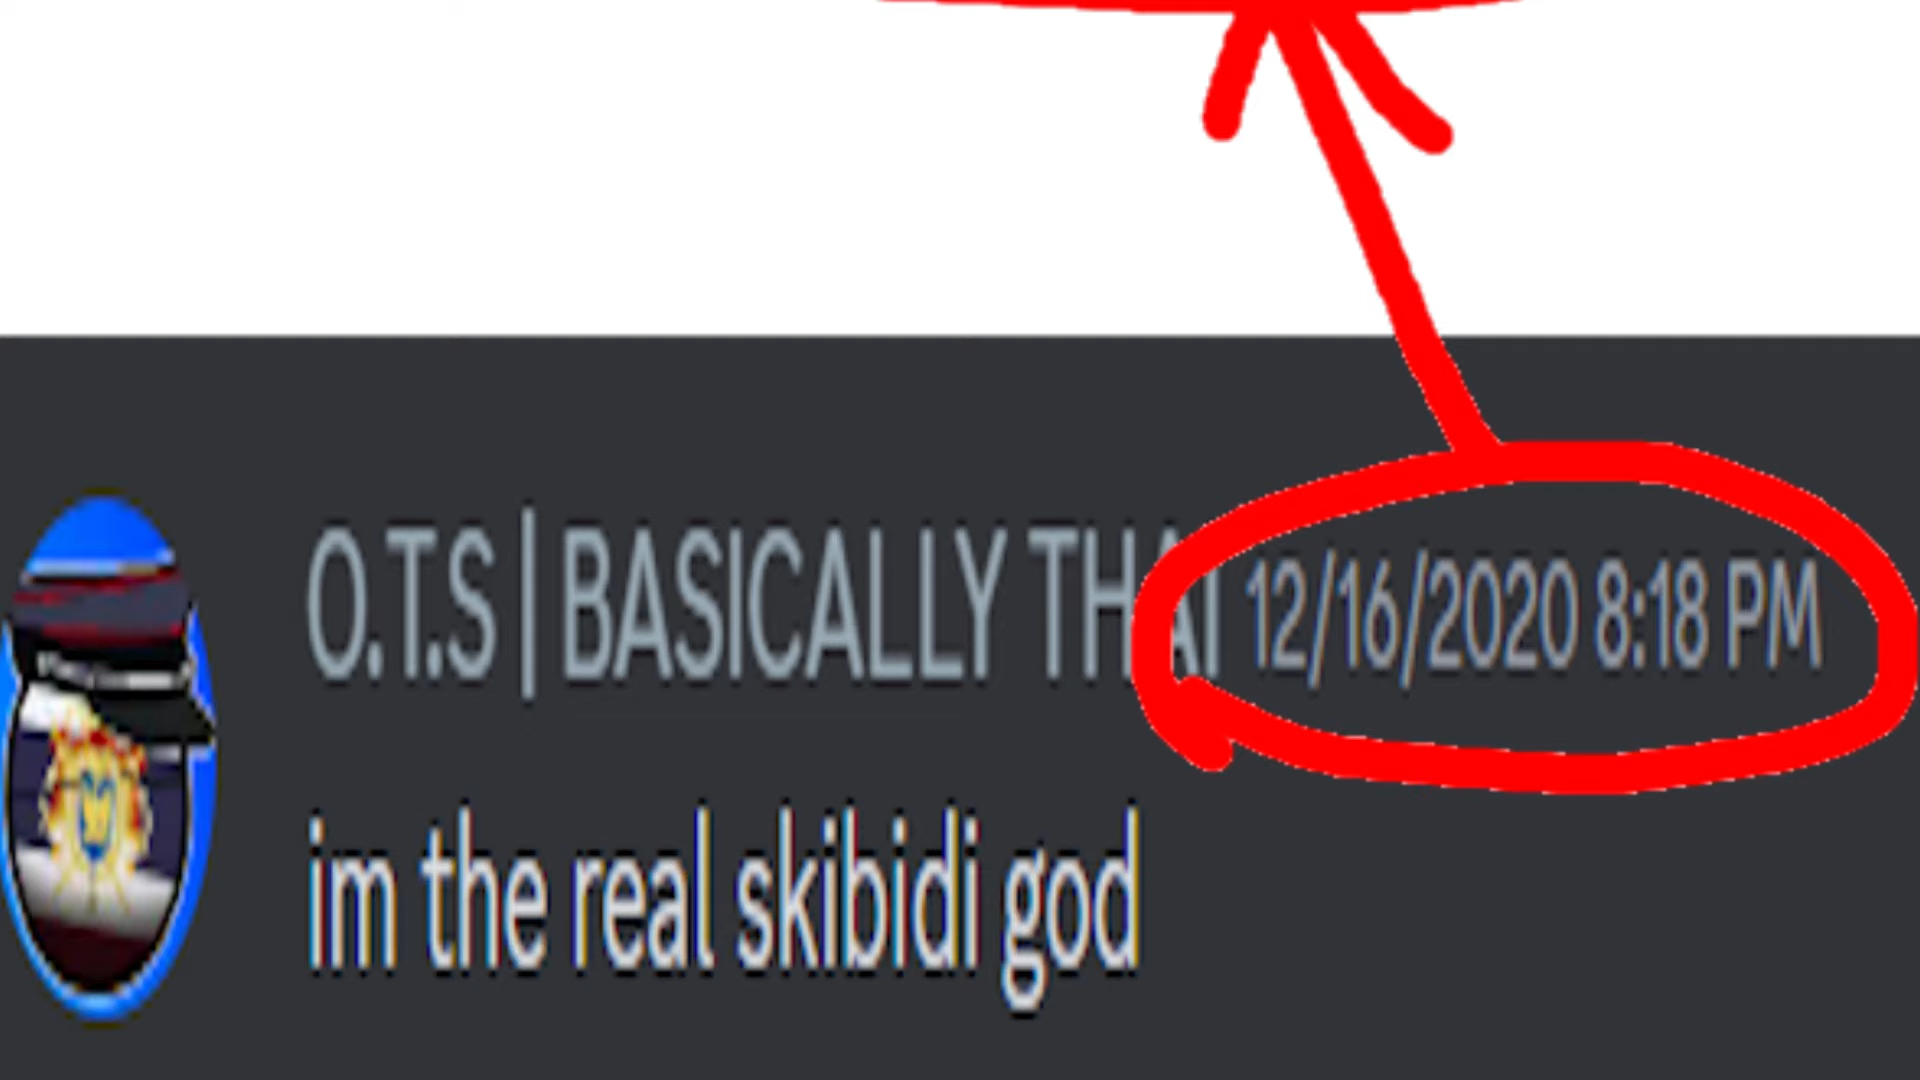 O.T.S | BASICALLY THAI 12/16/2020 8:18 PM
im the real skibidi god